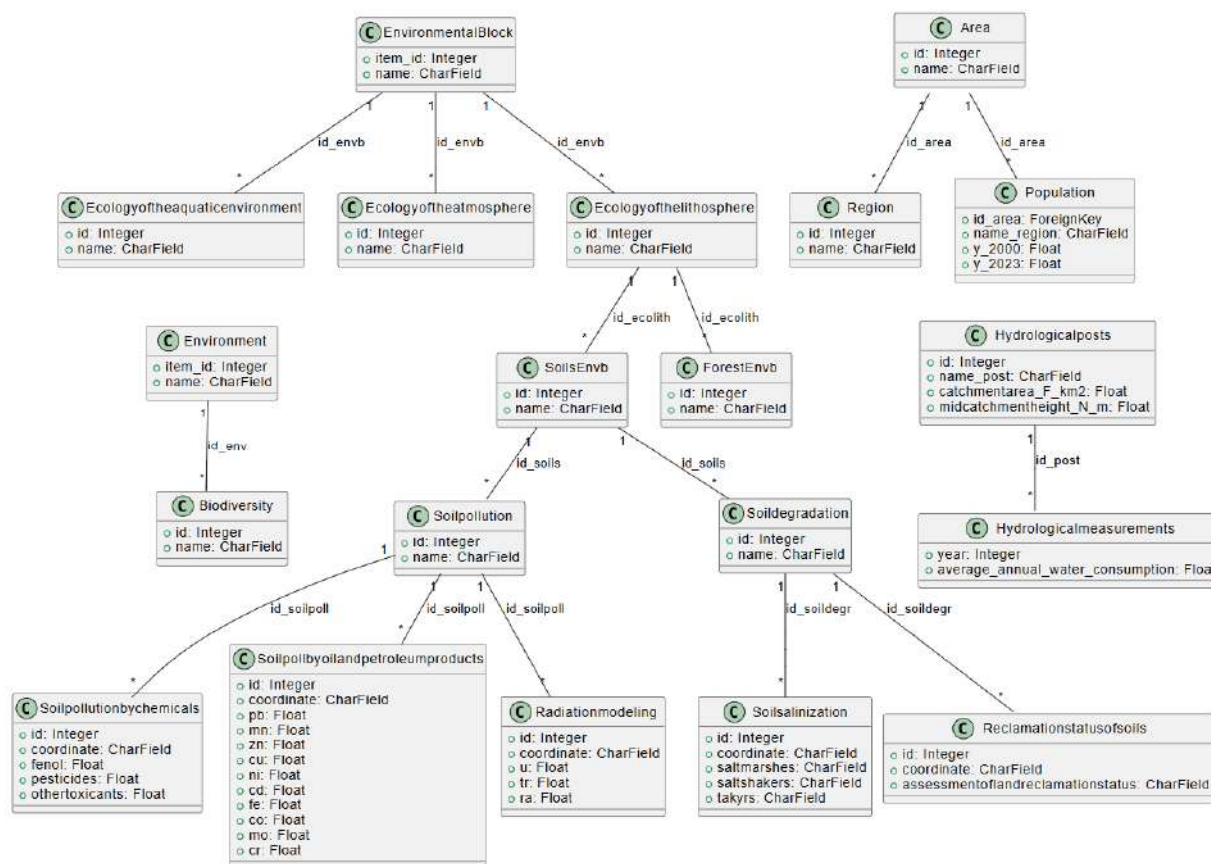 C EnvironmentalBlock
item_id: Integer
name: CharField
C Area
id: Integer
name: CharField
1
1
1
1
1
id_envb
id_envb
id_envb
id_area
id_area
*
*
*
*
*
C Ecologyoftheaquaticenvironment
id: Integer
name: CharField
C Ecologyoftheatmosphere
id: Integer
name: CharField
C Ecologyofthelithosphere
id: Integer
name: CharField
C Region
id: Integer
name: CharField
C Population
id_area: ForeignKey
name_region: CharField
y_2000: Float
y_2023: Float
1
1
id_ecolith
id_ecolith
*
*
C Environment
item_id: Integer
name: CharField
C SoilsEnvb
id: Integer
name: CharField
C ForestEnvb
id: Integer
name: CharField
C Hydrologicalposts
id: Integer
name_post: CharField
catchmentarea_F_km2: Float
midcatchmentheight_N_m: Float
1
id_env
*
1
1
id_soils
id_soils
*
*
1
id_post
*
C Biodiversity
id: Integer
name: CharField
C Soilpollution
id: Integer
name: CharField
C Soildegradation
id: Integer
name: CharField
C Hydrologicalmeasurements
year: Integer
average_annual_water_consumption: Float
1
1
1
1
1
id_soilpoll
id_soilpoll
id_soilpoll
id_soildegr
id_soildegr
*
*
*
*
*
C Soilpollutionbychemicals
id: Integer
coordinate: CharField
fenol: Float
pesticides: Float
othertoxicants: Float
C Soilpollbyoilandpetroleumproducts
id: Integer
coordinate: CharField
pb: Float
mn: Float
zn: Float
cu: Float
ni: Float
cd: Float
fe: Float
co: Float
mo: Float
cr: Float
C Radiationmodeling
id: Integer
coordinate: CharField
u: Float
tr: Float
ra: Float
C Soilsalinization
id: Integer
coordinate: CharField
saltmarshes: CharField
saltshakers: CharField
takyrs: CharField
C Reclamationstatusofsoils
id: Integer
coordinate: CharField
assessmentoflandreclamationstatus: CharField